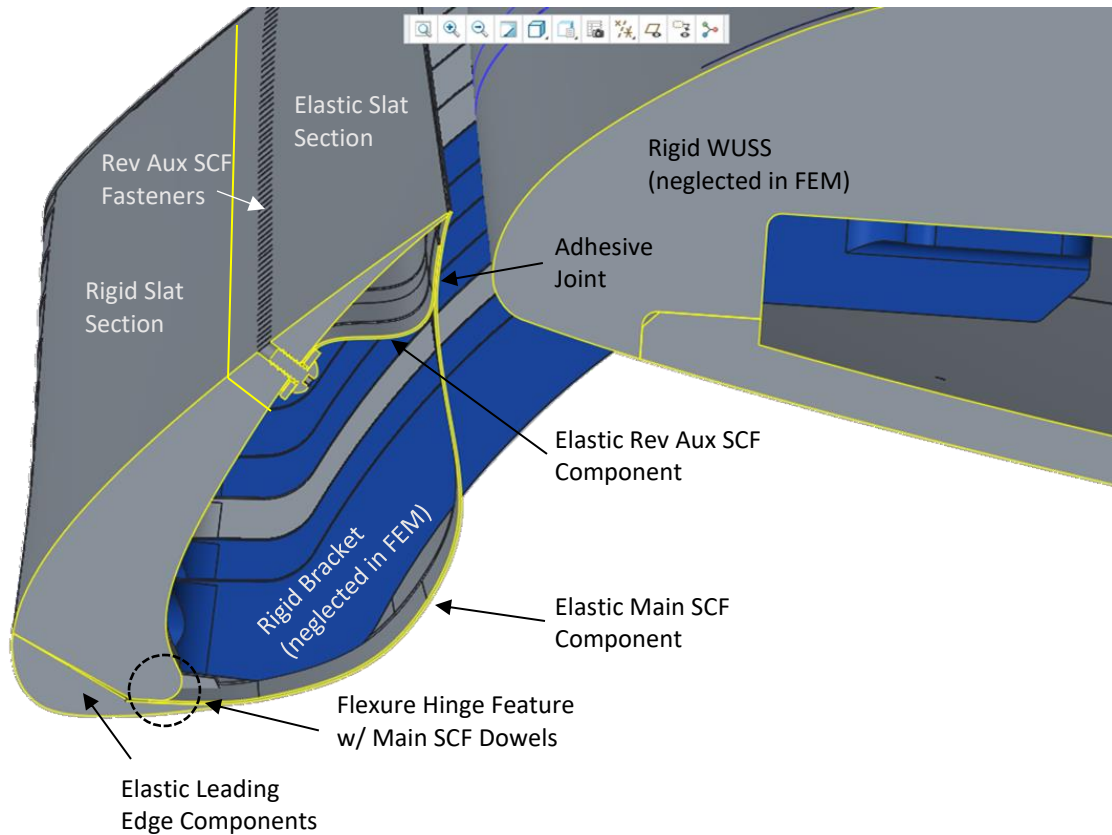 Elastic Slat
Section
Rev Aux SCF
Fasteners
Rigid WUSS
(neglected in FEM)
Adhesive
Joint
Rigid Slat
Section
Elastic Rev Aux SCF
Component
Rigid Bracket
(neglected in FEM)
Elastic Main SCF
Component
Flexure Hinge Feature
w/ Main SCF Dowels
Elastic Leading
Edge Components